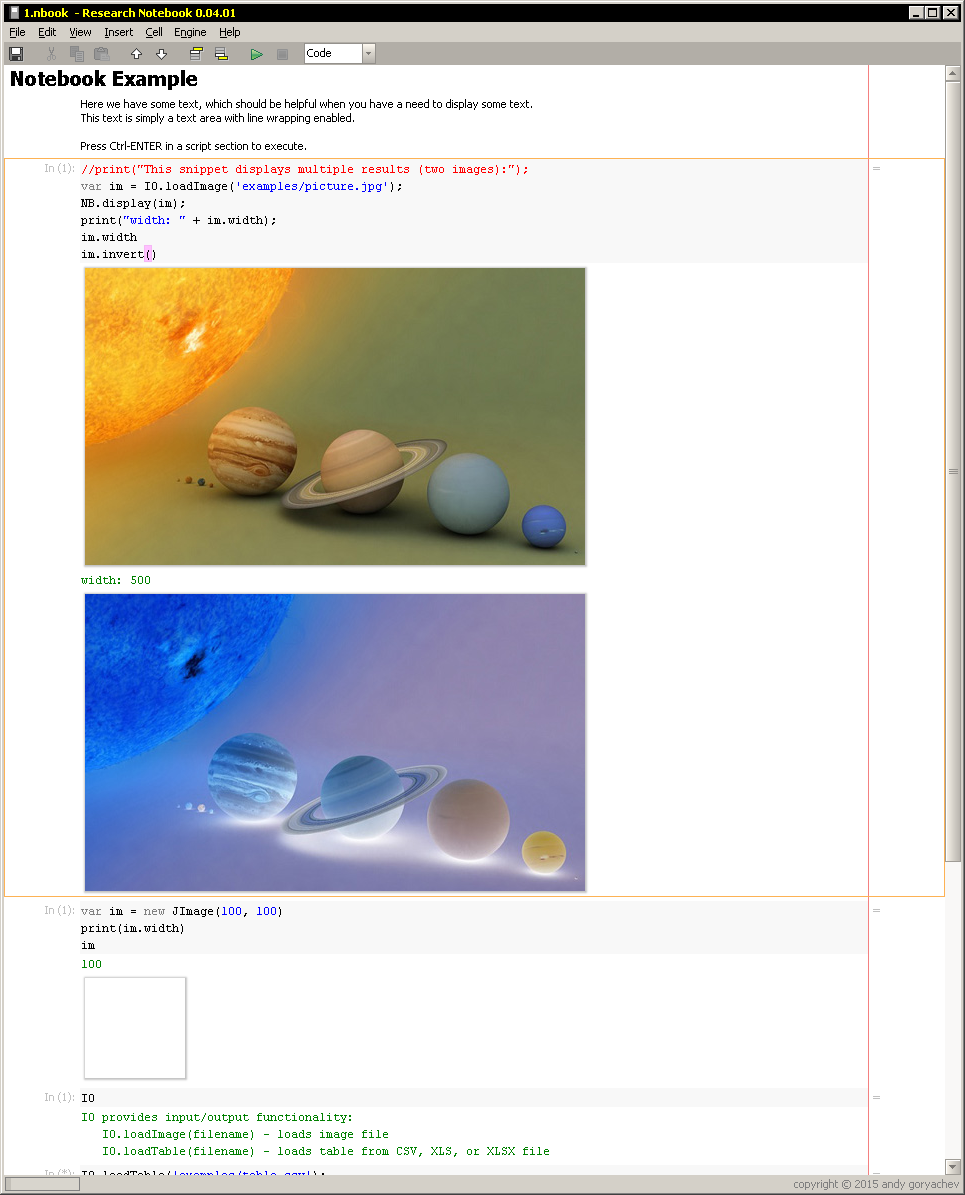 1.nbook - Research Notebook 0.04.01
File Edit View Insert Cell Engine Help
Code
Notebook Example
Here we have some text, which should be helpful when you have a need to display some text.
This text is simply a text area with line wrapping enabled.
Press Ctrl-ENTER in a script section to execute.
In (1): //print("This snippet displays multiple results (two images):");
var im = IO.loadImage('examples/picture.jpg');
NB.display(im);
print("width: " + im.width);
im.width
im.invert()
width: 500
In (1): var im = new JImage(100, 100)
print(im.width)
im
100
In (1): IO
IO provides input/output functionality:
IO.loadImage(filename) - loads image file
IO.loadTable(filename) - loads table from CSV, XLS, or XLSX file
In (*): IO.loadTable('examples/table.csv');
copyright © 2015 andy goryachev